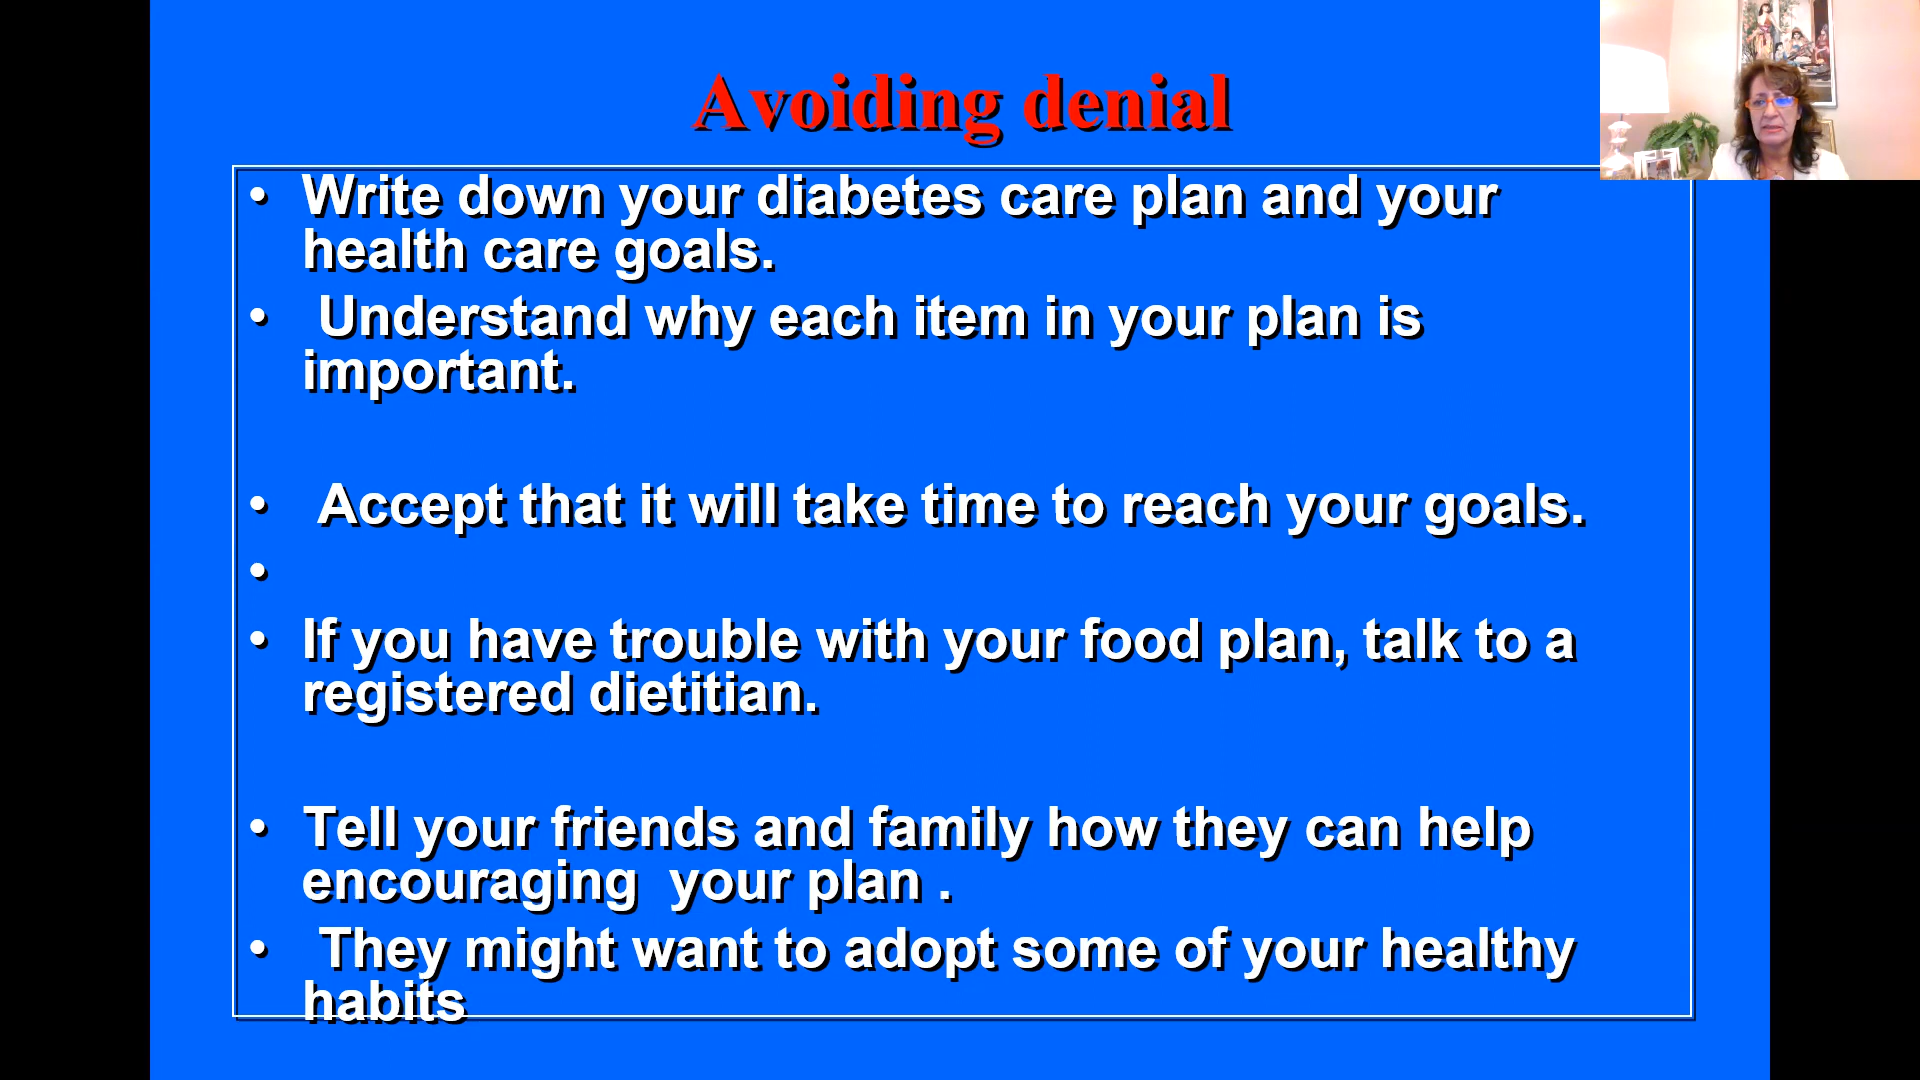 Avoiding denial
• Write down your diabetes care plan and your
health care goals.
• Understand why each item in your plan is
important.
• Accept that it will take time to reach your goals.
•
• If you have trouble with your food plan, talk to a
registered dietitian.
• Tell your friends and family how they can help
encouraging  your plan .
• They might want to adopt some of your healthy
habits